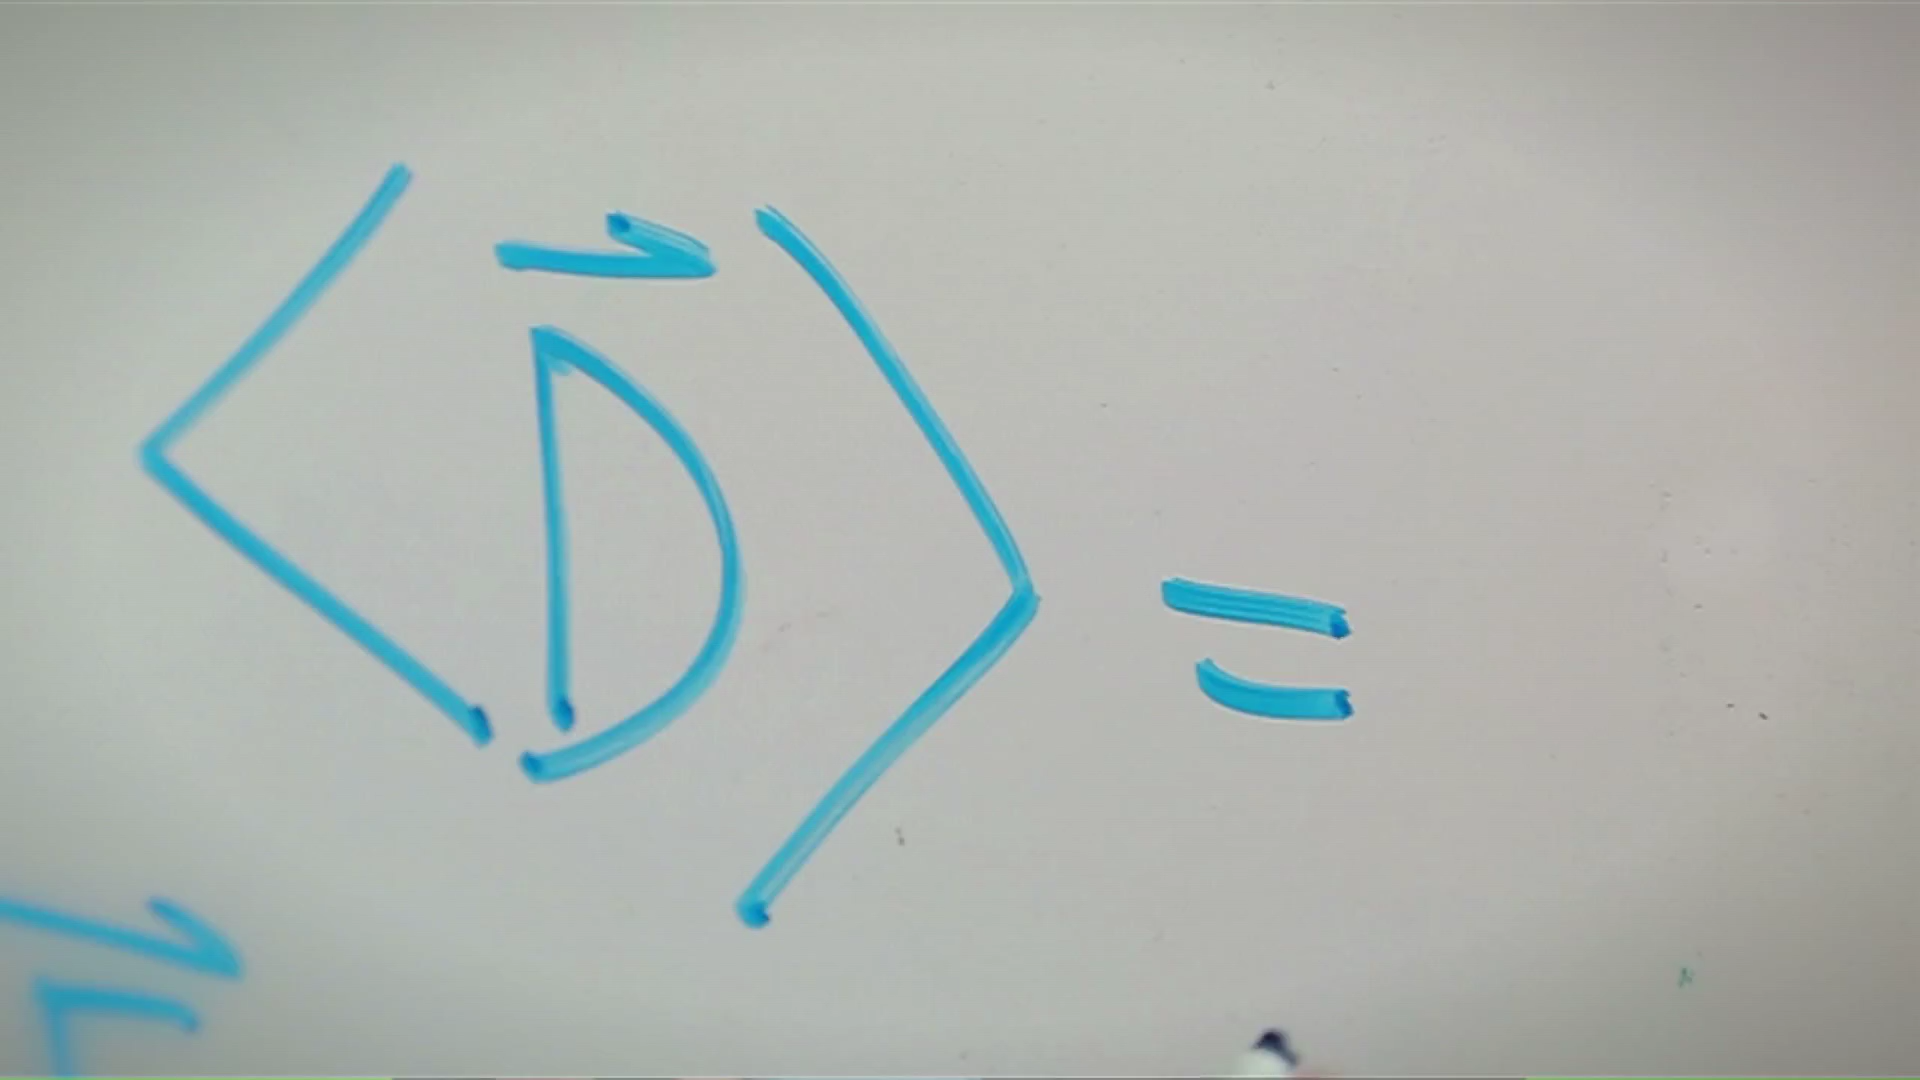 ⟨D⃗⟩ =